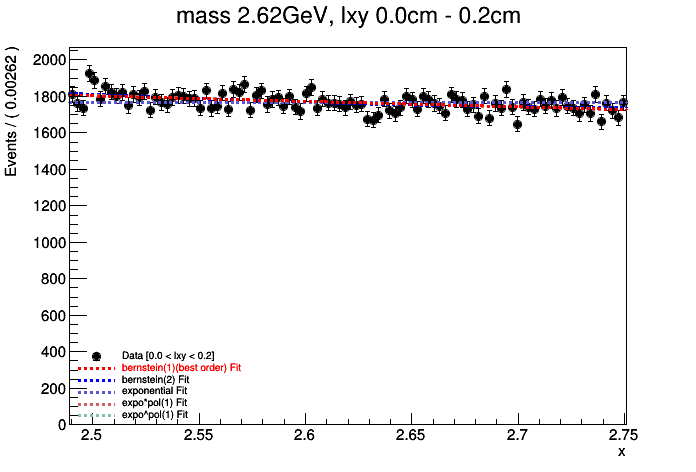 mass 2.62GeV, lxy 0.0cm - 0.2cm
Events / ( 0.00262 )
2000
1800
1600
1400
1200
1000
800
600
400
200
0
Data [0.0 < lxy < 0.2]
bernstein(1)(best order) Fit
bernstein(2) Fit
exponential Fit
expo*pol(1) Fit
expo^pol(1) Fit
2.5 2.55 2.6 2.65 2.7 2.75
x